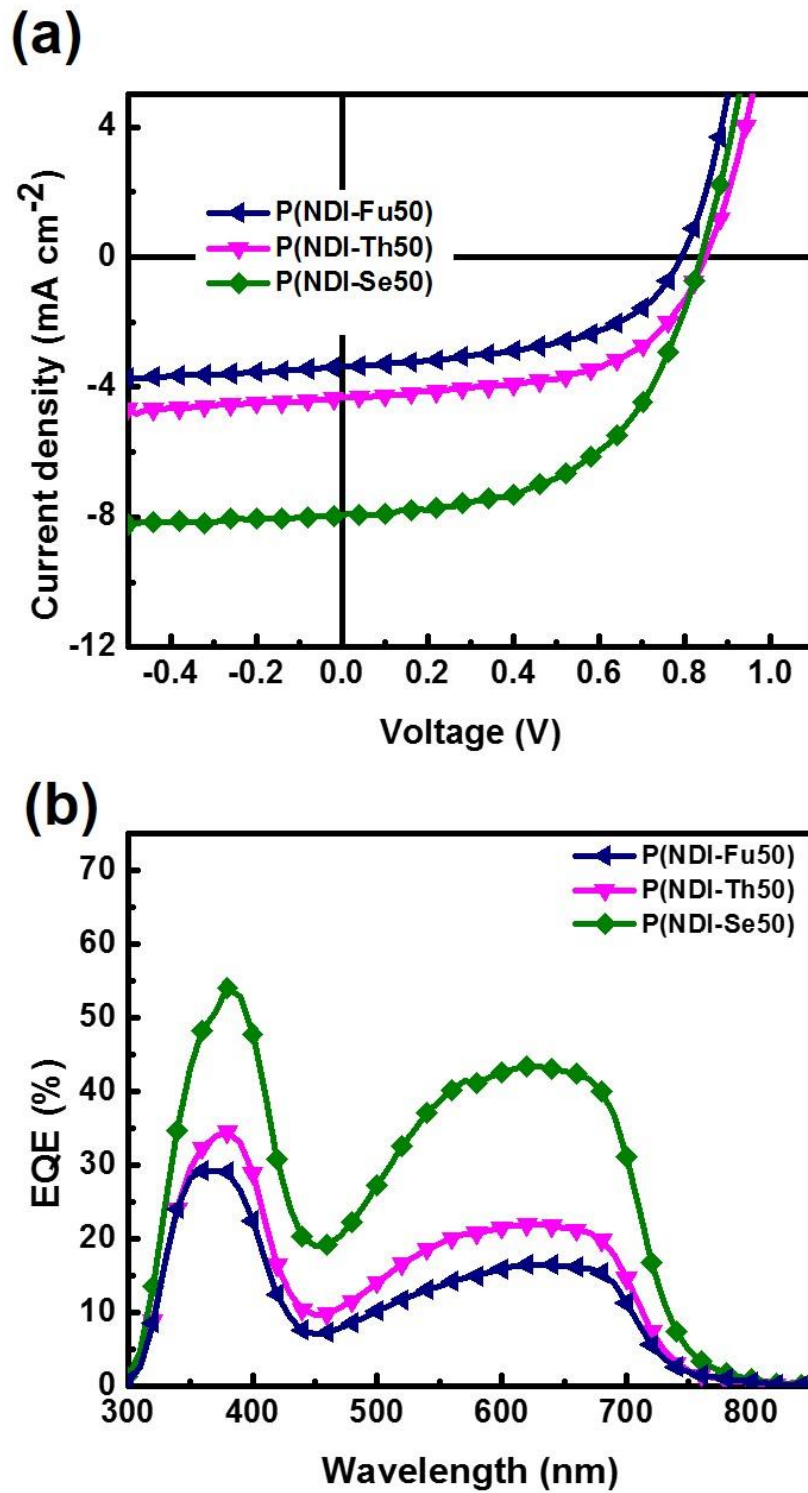 (a)
4
0
-4
-8
-12
Current density (mA cm⁻²)
P(NDI-Fu50)
P(NDI-Th50)
P(NDI-Se50)
-0.4 -0.2 0.0 0.2 0.4 0.6 0.8 1.0
Voltage (V)
(b)
70
60
50
40
30
20
10
0
EQE (%)
P(NDI-Fu50)
P(NDI-Th50)
P(NDI-Se50)
300 400 500 600 700 800
Wavelength (nm)